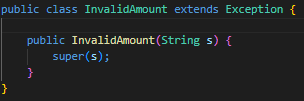 public class InvalidAmount extends Exception {
public InvalidAmount(String s) {
super(s);
}
}